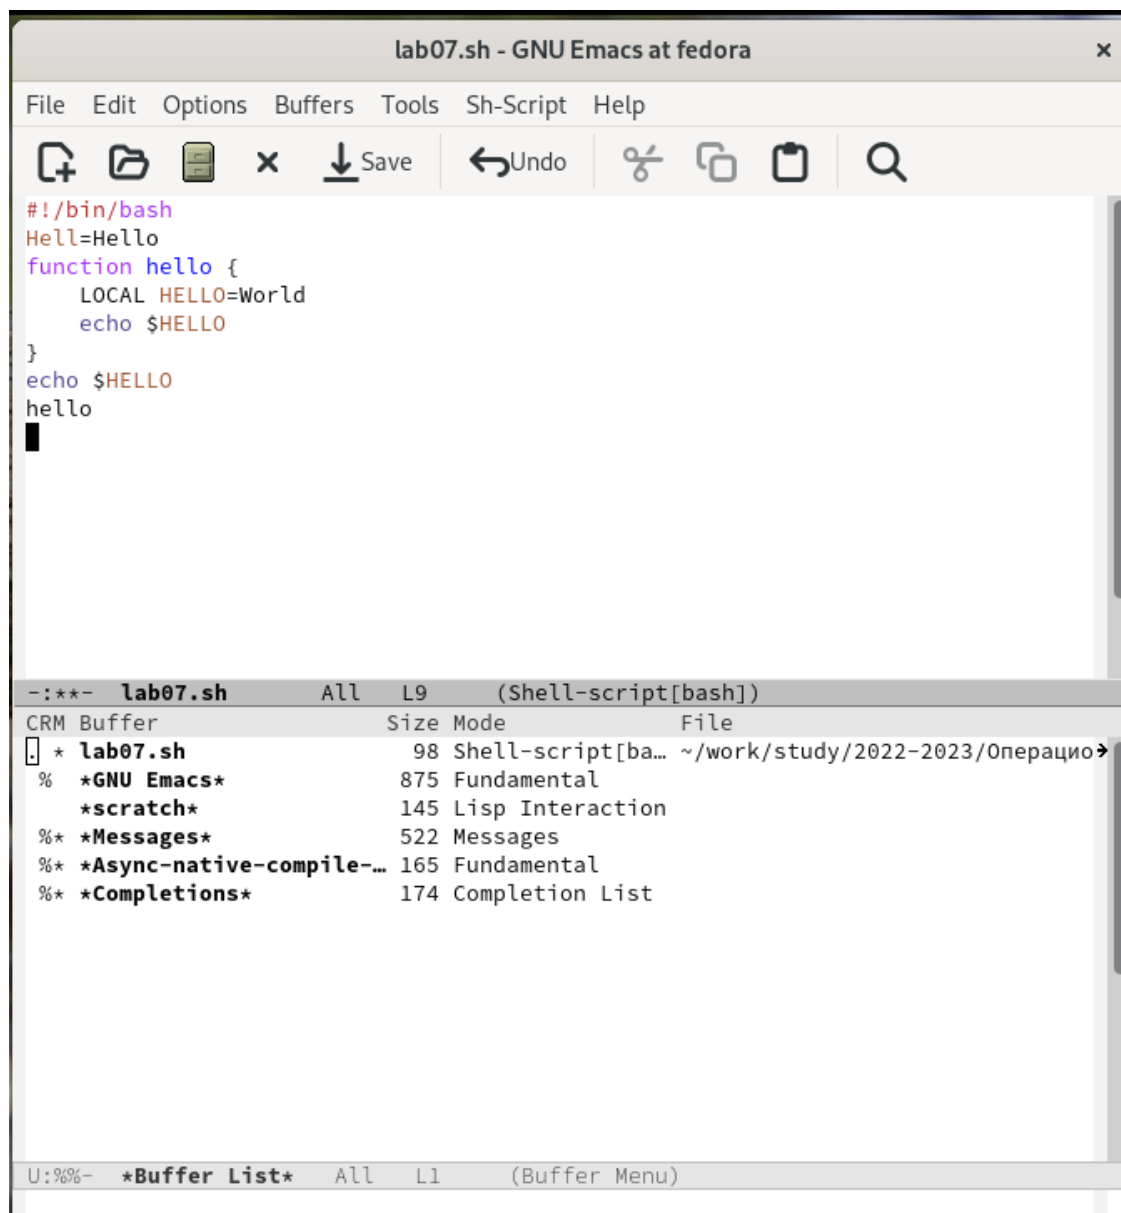 lab07.sh - GNU Emacs at fedora ×
File Edit Options Buffers Tools Sh-Script Help
Save Undo
#!/bin/bash
Hell=Hello
function hello {
    LOCAL HELLO=World
    echo $HELLO
}
echo $HELLO
hello
-:**- lab07.sh All L9 (Shell-script[bash])
CRM Buffer Size Mode File
. * lab07.sh 98 Shell-script[ba… ~/work/study/2022-2023/Операцио
% *GNU Emacs* 875 Fundamental
*scratch* 145 Lisp Interaction
%* *Messages* 522 Messages
%* *Async-native-compile-… 165 Fundamental
%* *Completions* 174 Completion List
U:%%- *Buffer List* All L1 (Buffer Menu)